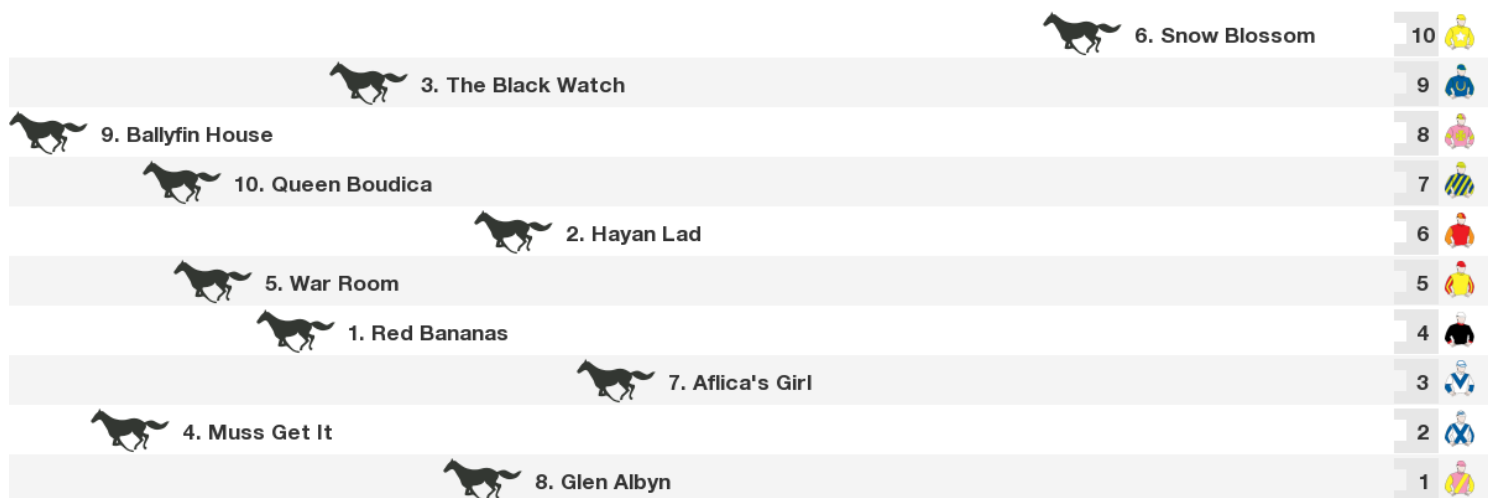 6. Snow Blossom 10
3. The Black Watch 9
9. Ballyfin House 8
10. Queen Boudica 7
2. Hayan Lad 6
5. War Room 5
1. Red Bananas 4
7. Aflica's Girl 3
4. Muss Get It 2
8. Glen Albyn 1